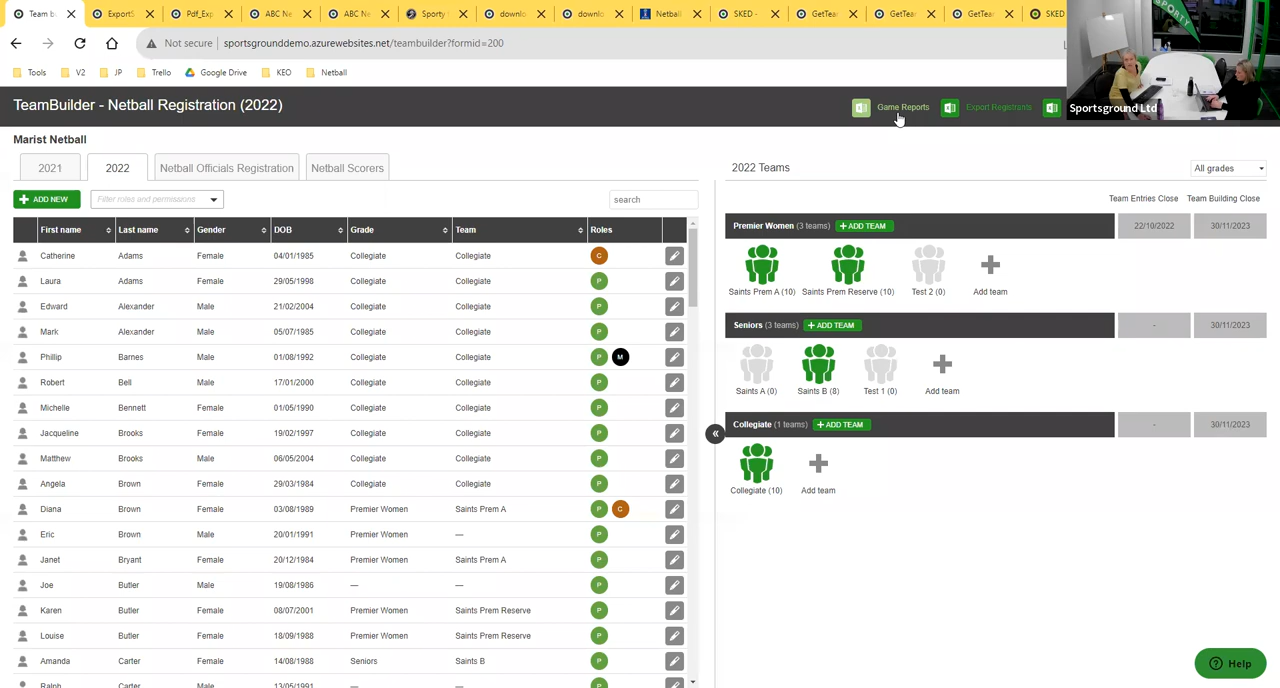 Team b
ExportS
Pdf_Exp
ABC Ne
ABC Ne
Sporty
downlo
downlo
Netball
SKED -
GetTear
GetTear
GetTear
SKED
Not secure
sportsgrounddemo.azurewebsites.net/teambuilder?formid=200
SPORTY
Tools
V2
JP
Trello
Google Drive
KEO
Netball
TeamBuilder - Netball Registration (2022)
Game Reports
Export Registrants
Sportsground Ltd
Marist Netball
2021
2022
Netball Officials Registration
Netball Scorers
2022 Teams
All grades
ADD NEW
Filter roles and permissions
search
Team Entries Close
Team Building Close
First name Last name Gender DOB Grade Team Roles
Catherine Adams Female 04/01/1985 Collegiate Collegiate C
Laura Adams Female 29/05/1998 Collegiate Collegiate P
Edward Alexander Male 21/02/2004 Collegiate Collegiate P
Mark Alexander Male 05/07/1985 Collegiate Collegiate P
Phillip Barnes Male 01/08/1992 Collegiate Collegiate P M
Robert Bell Male 17/01/2000 Collegiate Collegiate P
Michelle Bennett Female 01/05/1990 Collegiate Collegiate P
Jacqueline Brooks Female 19/02/1997 Collegiate Collegiate P
Matthew Brooks Male 06/05/2004 Collegiate Collegiate P
Angela Brown Female 29/03/1984 Collegiate Collegiate P
Diana Brown Female 03/08/1989 Premier Women Saints Prem A P C
Eric Brown Male 20/01/1991 Premier Women — P
Janet Bryant Female 20/12/1984 Premier Women Saints Prem A P
Joe Butler Male 19/08/1986 — — P
Karen Butler Female 08/07/2001 Premier Women Saints Prem Reserve P
Louise Butler Female 18/09/1988 Premier Women Saints Prem Reserve P
Amanda Carter Female 14/08/1988 Seniors Saints B P
Ralph Carter Male 13/05/1991 — — P
Premier Women (3 teams) + ADD TEAM 22/10/2022 30/11/2023
Saints Prem A (10) Saints Prem Reserve (10) Test 2 (0) Add team
Seniors (3 teams) + ADD TEAM - 30/11/2023
Saints A (0) Saints B (8) Test 1 (0) Add team
Collegiate (1 teams) + ADD TEAM - 30/11/2023
Collegiate (10) Add team
Help